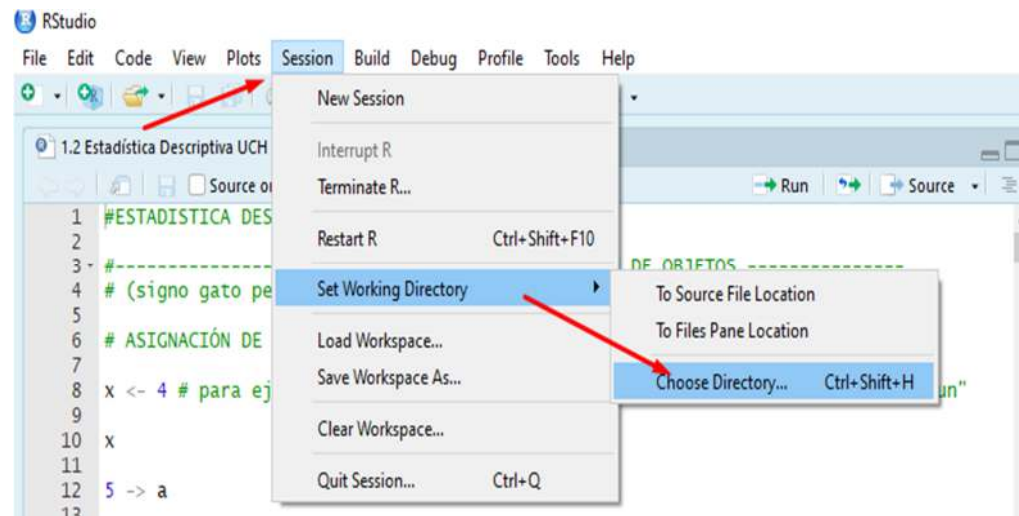 RStudio
File Edit Code View Plots Session Build Debug Profile Tools Help
1.2 Estadística Descriptiva UCH
Source
Run
Source
New Session
Interrupt R
Terminate R...
Restart R Ctrl+Shift+F10
Set Working Directory
Load Workspace...
Save Workspace As...
Clear Workspace...
Quit Session... Ctrl+Q
To Source File Location
To Files Pane Location
Choose Directory... Ctrl+Shift+H
1 #ESTADISTICA DES
2
3 #---------------- DE OBJETOS ---------------
4 # (signo gato pe
5
6 # ASIGNACIÓN DE
7
8 x <- 4 # para ej un"
9
10 x
11
12 5 -> a
13